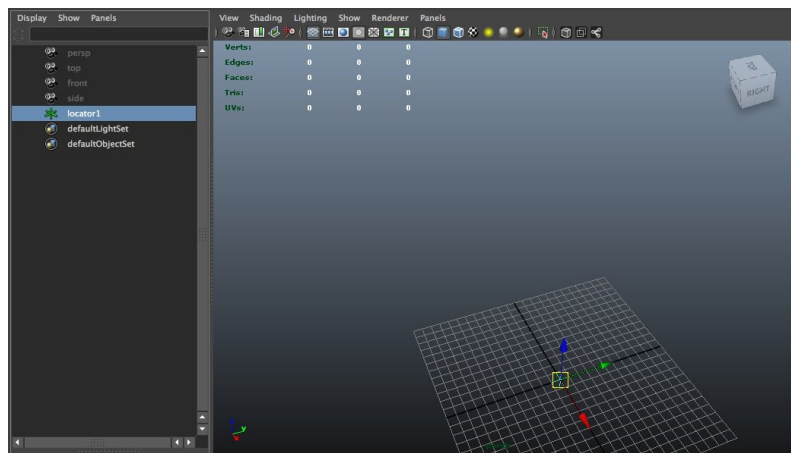 Display Show Panels
View Shading Lighting Show Renderer Panels
persp
top
front
side
locator1
defaultLightSet
defaultObjectSet
Verts: 0 0 0
Edges: 0 0 0
Faces: 0 0 0
Tris: 0 0 0
UVs: 0 0 0
RIGHT
z
y
x